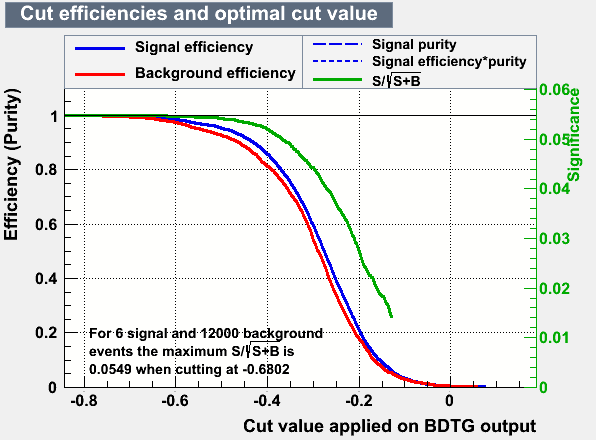 Cut efficiencies and optimal cut value
Signal efficiency
Background efficiency
Signal purity
Signal efficiency*purity
S/√S+B
Efficiency (Purity)
1
0.8
0.6
0.4
0.2
0
0.06
0.05
0.04
0.03
0.02
0.01
0
Significance
For 6 signal and 12000 background
events the maximum S/√S+B is
0.0549 when cutting at -0.6802
-0.8 -0.6 -0.4 -0.2 0
Cut value applied on BDTG output